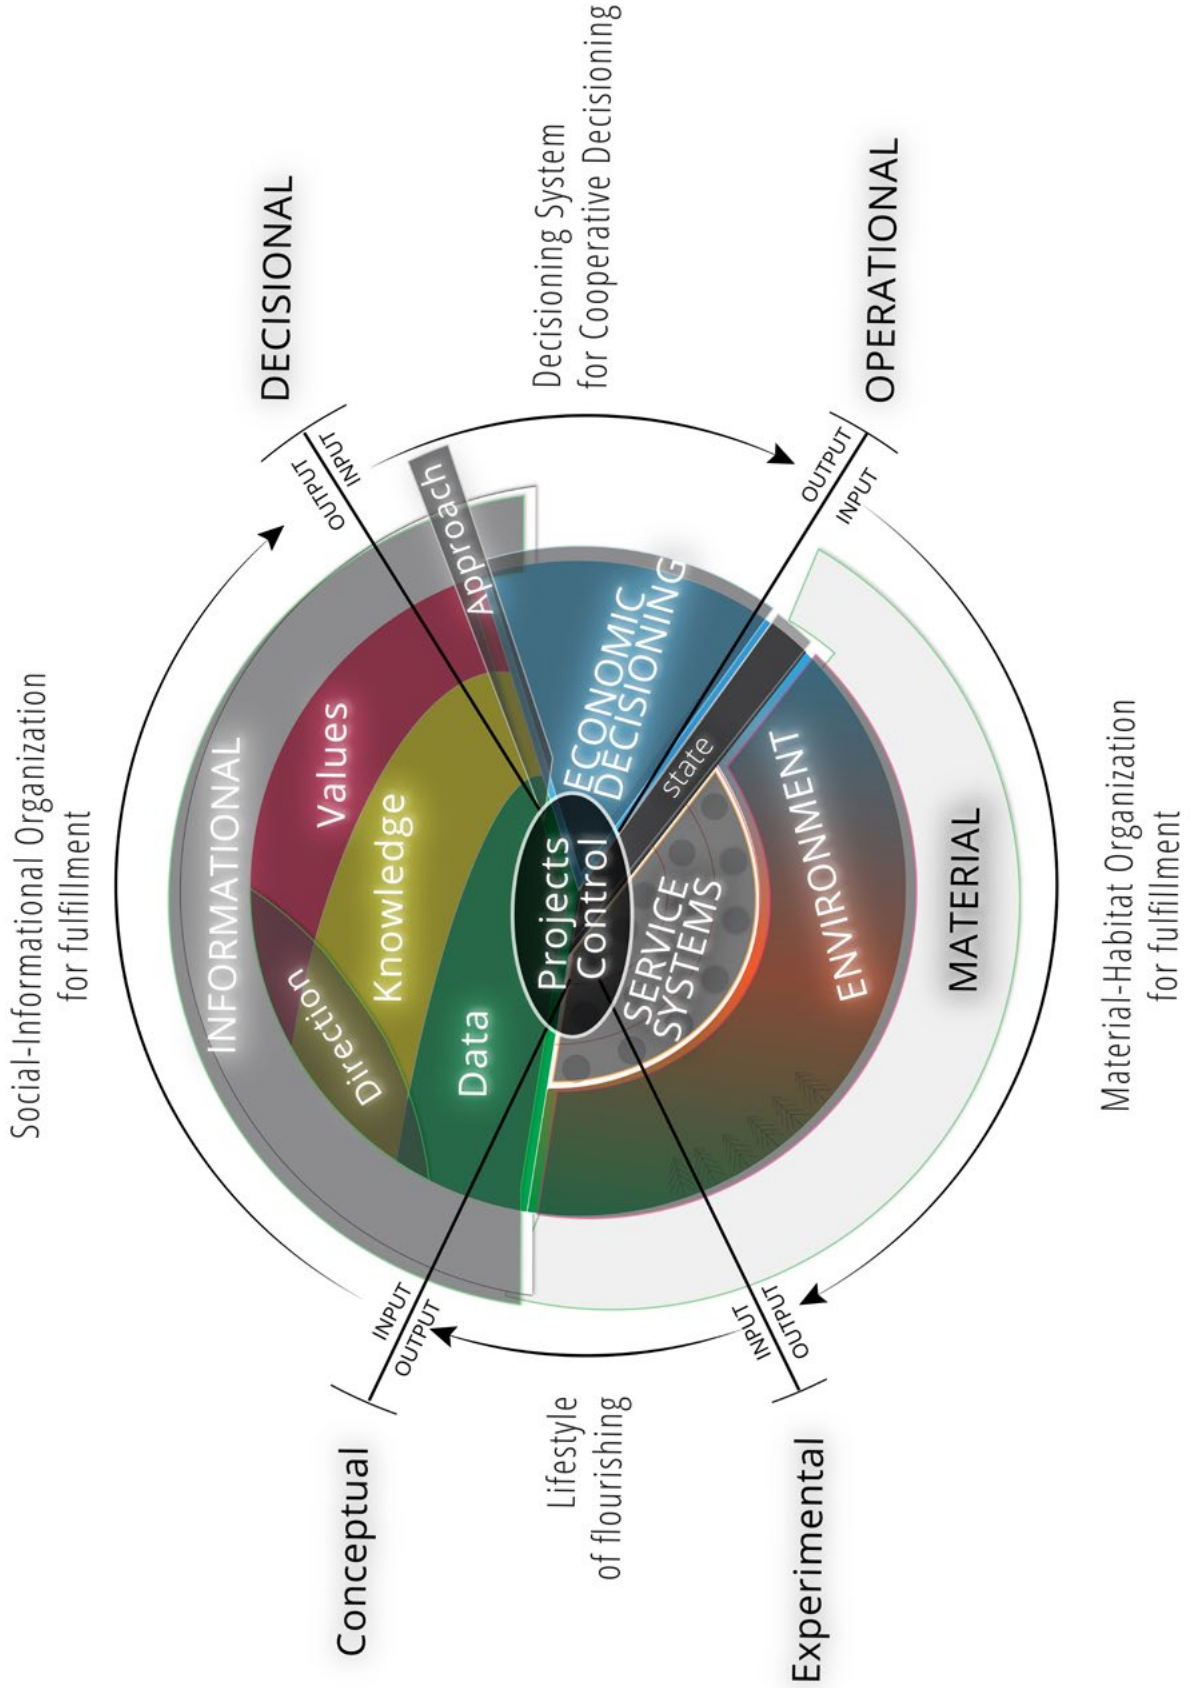 Social-Informational Organization
for fulfillment
Conceptual
DECISIONAL
INPUT
OUTPUT
OUTPUT
INPUT
INFORMATIONAL
Values
Direction
Knowledge
Approach
Data
Lifestyle
of flourishing
Projects
Control
ECONOMIC
DECISIONING
Decisioning System
for Cooperative Decisioning
SERVICE
SYSTEMS
state
ENVIRONMENT
INPUT
OUTPUT
OUTPUT
INPUT
Experimental
OPERATIONAL
MATERIAL
Material-Habitat Organization
for fulfillment